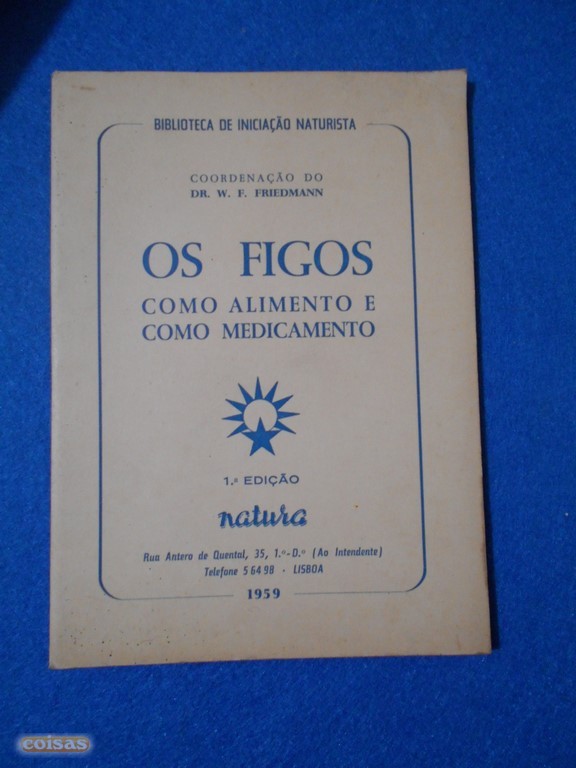 BIBLIOTECA DE INICIAÇÃO NATURISTA
COORDENAÇÃO DO
DR. W. F. FRIEDMANN
OS FIGOS
COMO ALIMENTO E
COMO MEDICAMENTO
1.ª EDIÇÃO
natura
Rua Antero de Quental, 35, 1.º-D.º (Ao Intendente)
Telefone 5 64 98 - LISBOA
1959
coisas